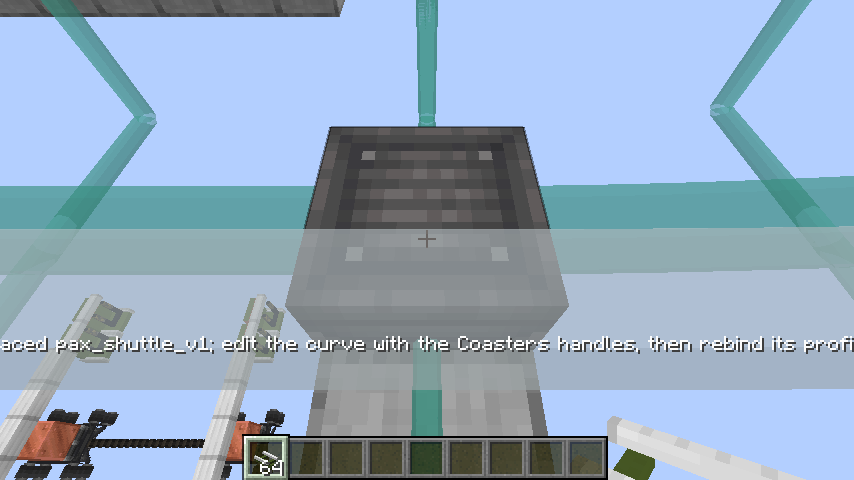 aced pax_shuttle_v1; edit the curve with the Coasters handles, then rebind its profi
64